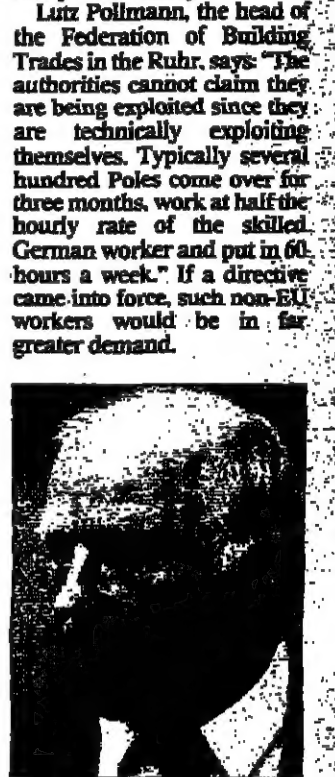 Lutz Pollmann, the head of
the Federation of Building
Trades in the Ruhr, says: "The
authorities cannot claim they
are being exploited since they
are technically exploiting
themselves. Typically several
hundred Poles come over for
three months, work at half the
hourly rate of the skilled
German worker and put in 60
hours a week." If a directive
came into force, such non-EU
workers would be in far
greater demand.